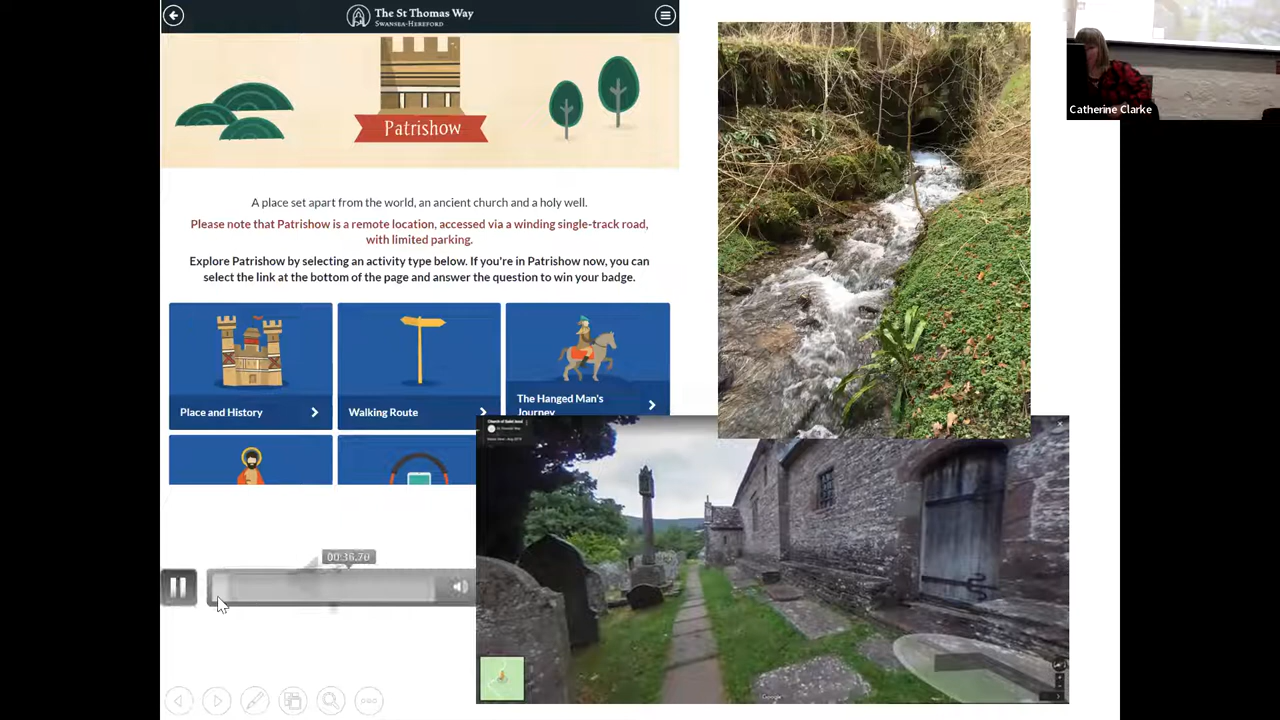 The St Thomas Way
SWANSEA-HEREFORD
Patrishow
A place set apart from the world, an ancient church and a holy well.
Please note that Patrishow is a remote location, accessed via a winding single-track road,
with limited parking.
Explore Patrishow by selecting an activity type below. If you're in Patrishow now, you can
select the link at the bottom of the page and answer the question to win your badge.
Place and History
Walking Route
The Hanged Man's
Journey
Catherine Clarke
00:36.70
Google